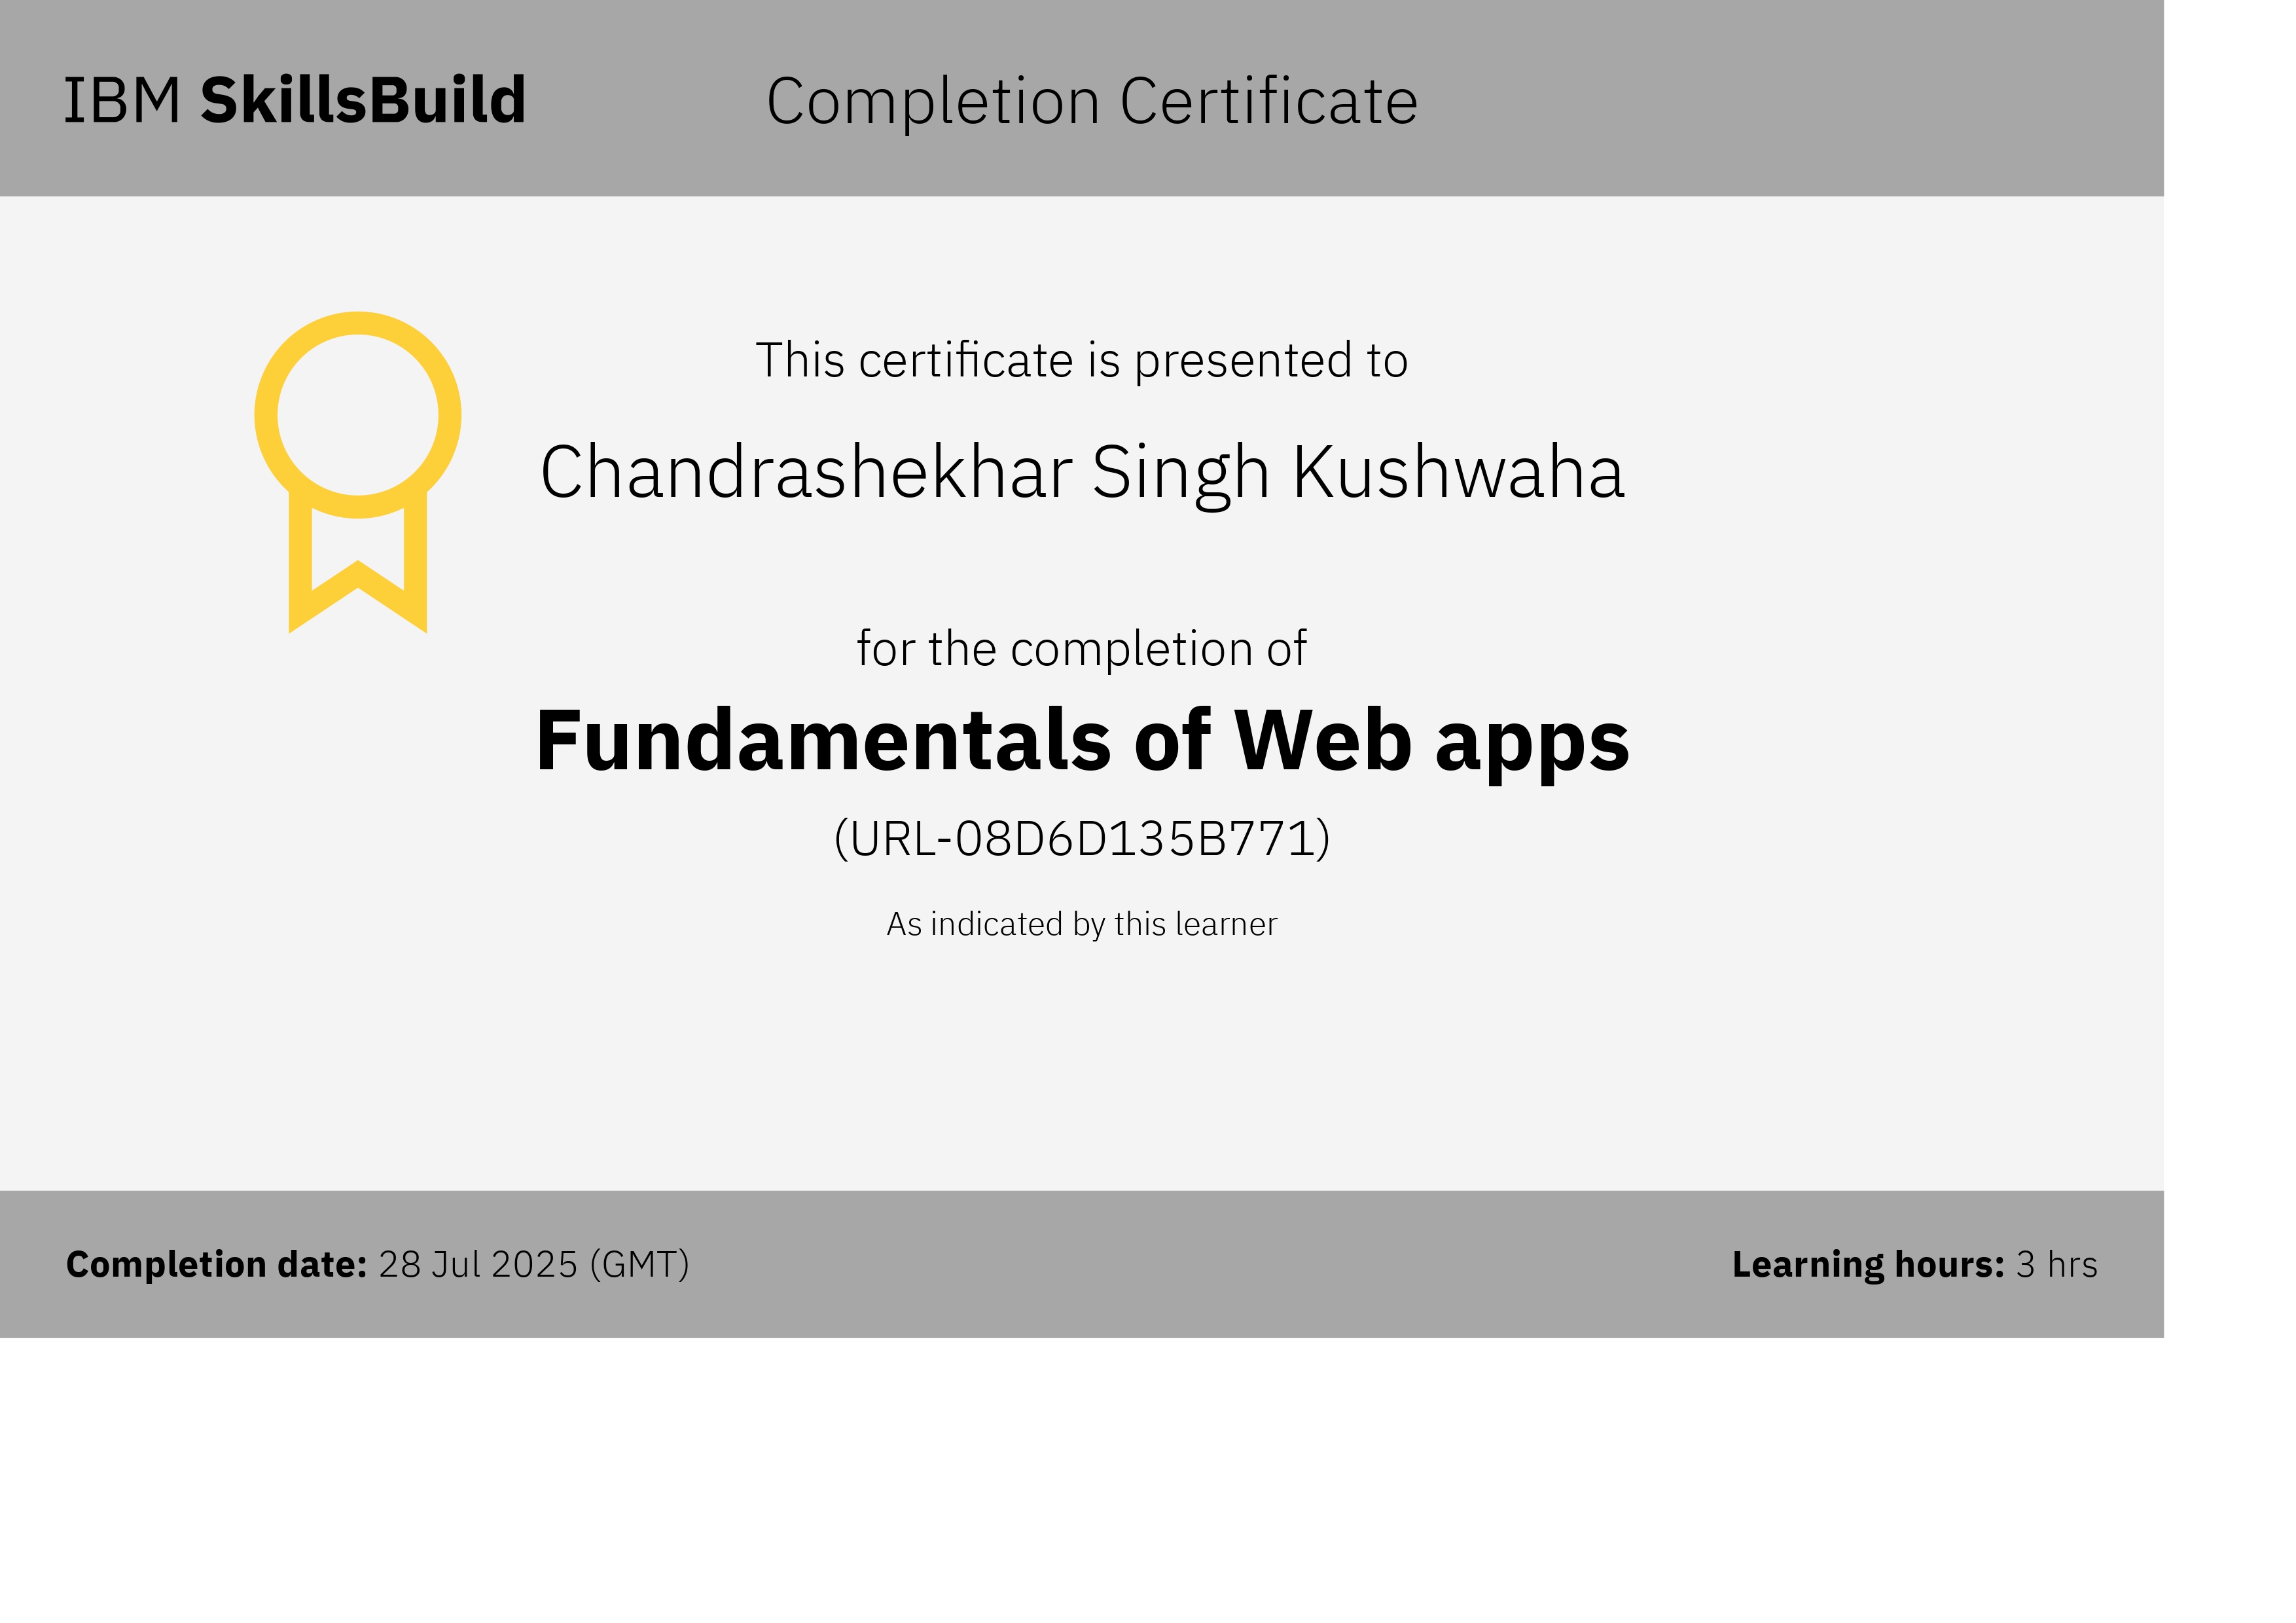 IBM SkillsBuild
Completion Certificate
This certificate is presented to
Chandrashekhar Singh Kushwaha
for the completion of
Fundamentals of Web apps
(URL-08D6D135B771)
As indicated by this learner
Completion date: 28 Jul 2025 (GMT)
Learning hours: 3 hrs